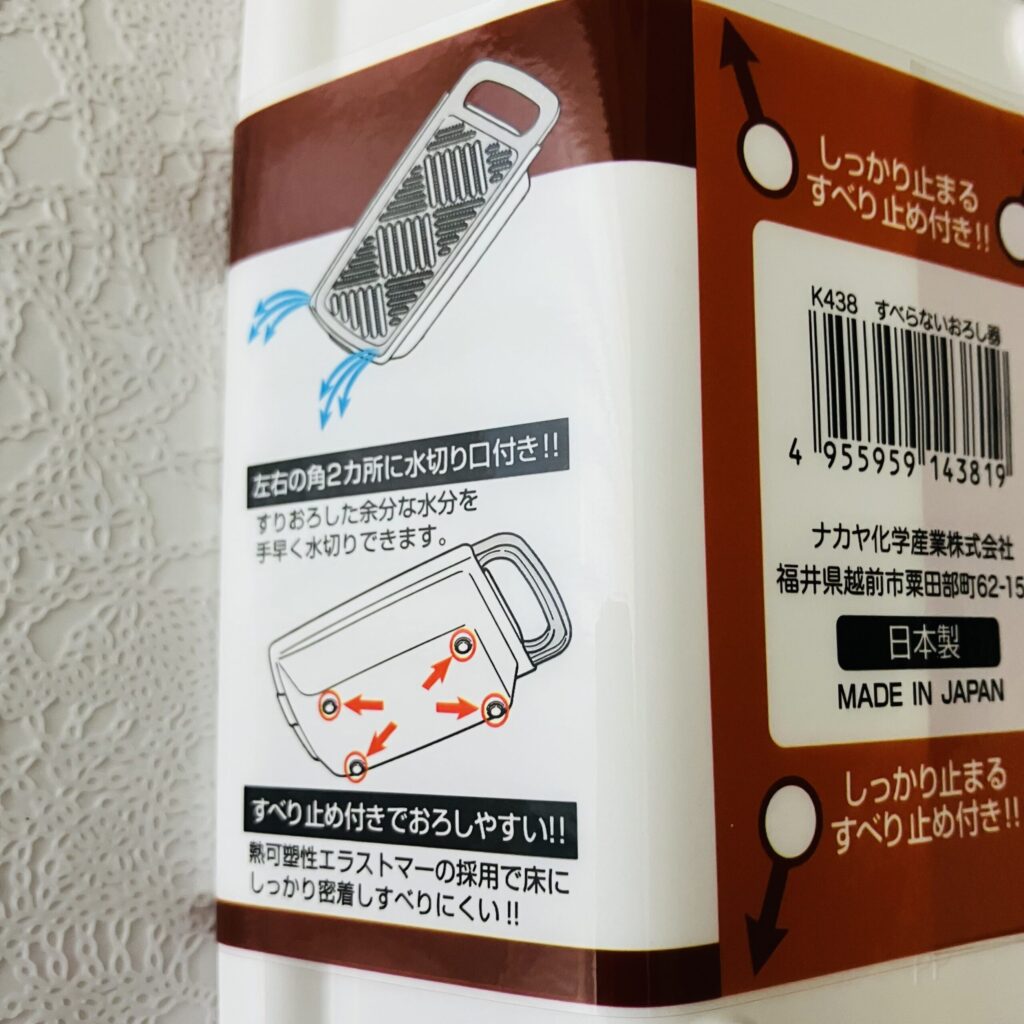 左右の角2カ所に水切り口付き!!
すりおろした余分な水分を
手早く水切りできます。
すべり止め付きでおろしやすい!!
熱可塑性エラストマーの採用で床に
しっかり密着しすべりにくい!!
しっかり止まる
すべり止め付き!!
K438 すべらないおろし器
4 955959 143819
ナカヤ化学産業株式会社
福井県越前市粟田部町62-15
日本製
MADE IN JAPAN
しっかり止まる
すべり止め付き!!